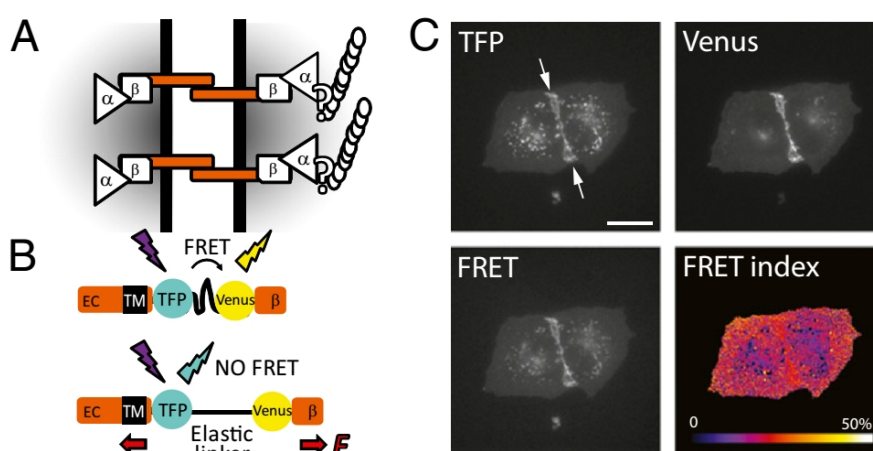 A
α
β
β
α
?
α
β
β
α
?
B
FRET
EC
TM
TFP
Venus
β
NO FRET
EC
TM
TFP
Venus
β
Elastic
linker
F
C
TFP
Venus
FRET
FRET index
0
50%